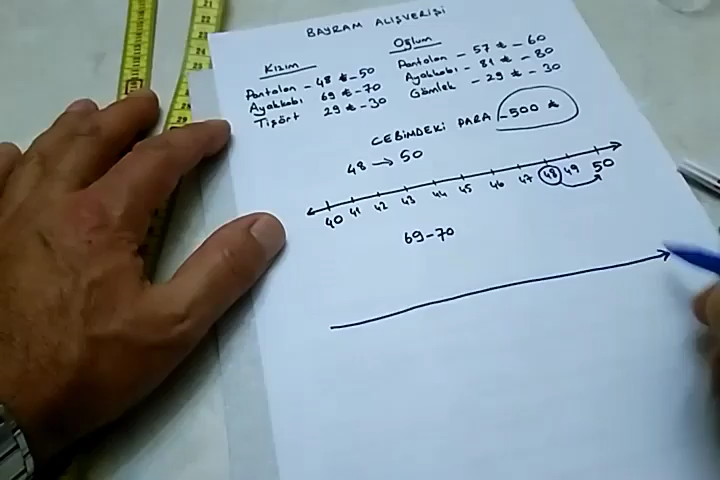 BAYRAM ALIŞVERİŞİ
Kızım
Pantolon - 48 ₺ - 50
Ayakkabı 69 ₺ - 70
Tişört 29 ₺ - 30
Oğlum
Pantolon - 57 ₺ - 60
Ayakkabı - 81 ₺ - 80
Gömlek - 29 ₺ - 30
CEBİMDEKİ PARA - 500 ₺
48 → 50
40 41 42 43 44 45 46 47 48 49 50
69-70